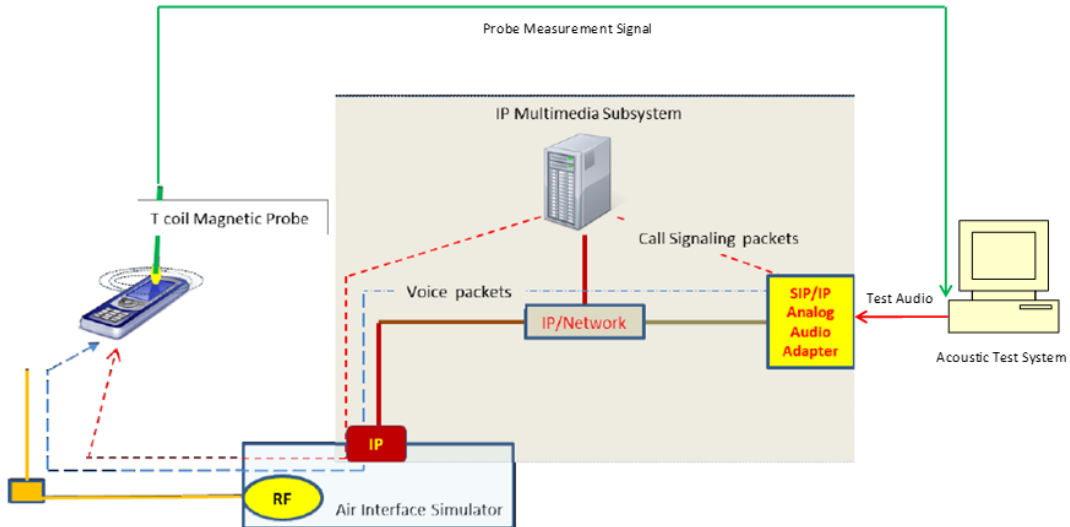 Probe Measurement Signal
IP Multimedia Subsystem
T coil Magnetic Probe
Call Signaling packets
Voice packets
SIP/IP
Analog
Audio
Adapter
Test Audio
IP/Network
Acoustic Test System
IP
RF
Air Interface Simulator